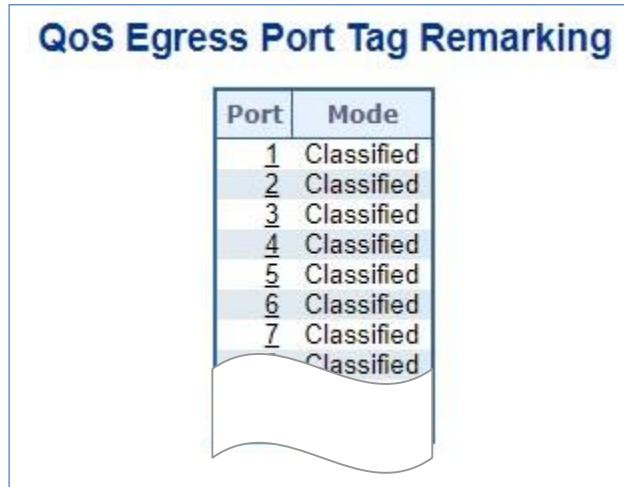 QoS Egress Port Tag Remarking
Port Mode
1 Classified
2 Classified
3 Classified
4 Classified
5 Classified
6 Classified
7 Classified
Classified